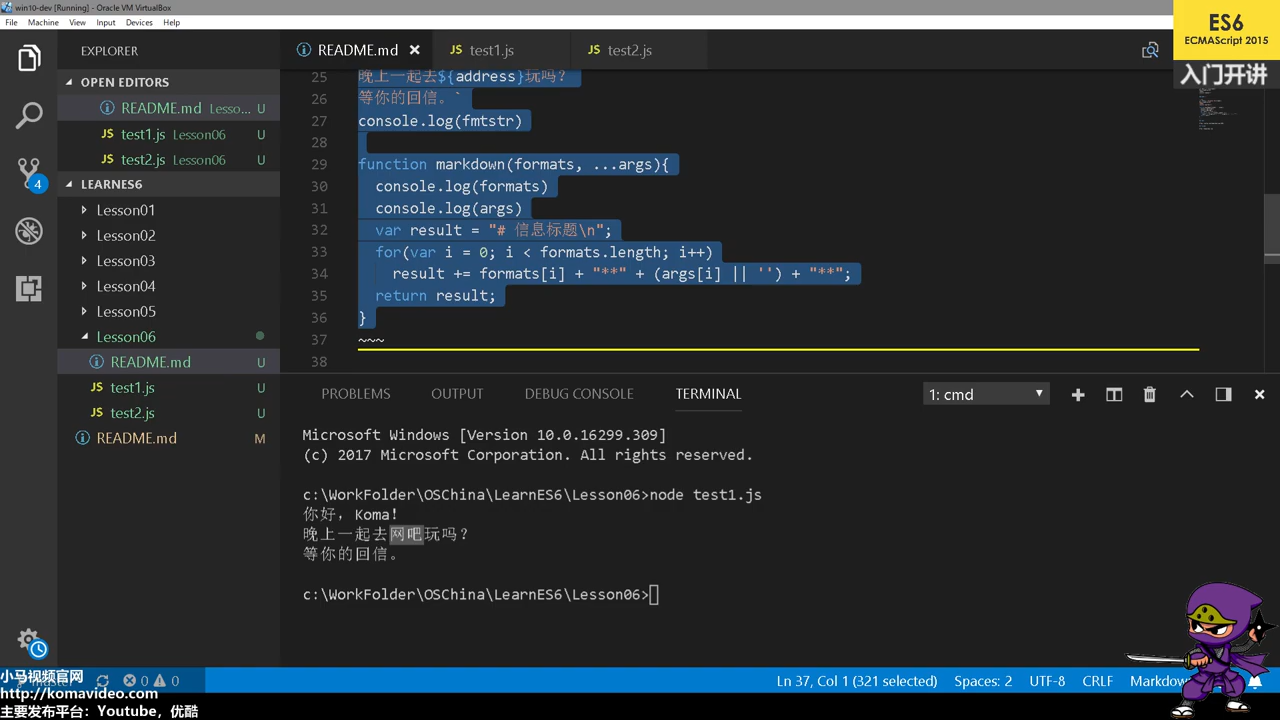 win10-dev [Running] - Oracle VM VirtualBox
File Machine View Input Devices Help
ES6
ECMAScript 2015
入门开讲
EXPLORER
OPEN EDITORS
README.md Lesso... U
JS test1.js Lesson06 U
JS test2.js Lesson06 U
4
LEARNES6
Lesson01
Lesson02
Lesson03
Lesson04
Lesson05
Lesson06
README.md U
JS test1.js U
JS test2.js U
README.md M
README.md JS test1.js JS test2.js
25 晚上一起去${address}玩吗?
26 等你的回信。`
27 console.log(fmtstr)
28
29 function markdown(formats, ...args){
30 console.log(formats)
31 console.log(args)
32 var result = "# 信息标题\n";
33 for(var i = 0; i < formats.length; i++)
34 result += formats[i] + "**" + (args[i] || '') + "**";
35 return result;
36 }
37 ~~~
38
PROBLEMS OUTPUT DEBUG CONSOLE TERMINAL 1: cmd
Microsoft Windows [Version 10.0.16299.309]
(c) 2017 Microsoft Corporation. All rights reserved.
c:\WorkFolder\OSChina\LearnES6\Lesson06>node test1.js
你好，Koma!
晚上一起去网吧玩吗?
等你的回信。
c:\WorkFolder\OSChina\LearnES6\Lesson06>
小马视频官网
http://komavideo.com
主要发布平台: Youtube, 优酷
0 0
Ln 37, Col 1 (321 selected) Spaces: 2 UTF-8 CRLF